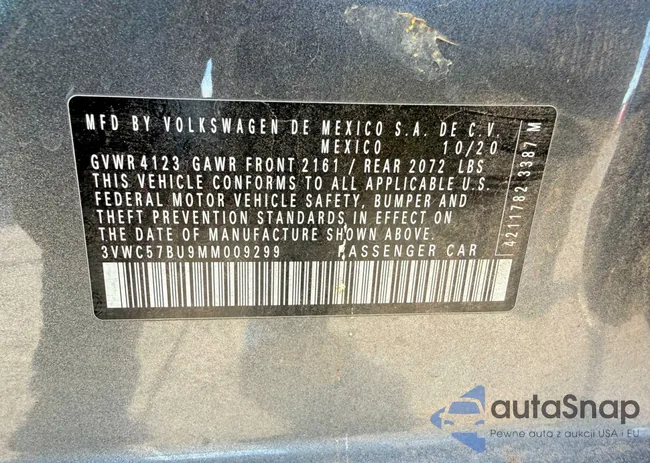 MFD BY VOLKSWAGEN DE MEXICO S.A. DE C.V.
MEXICO 10/20
GVWR 4123 GAWR FRONT 2161 / REAR 2072 LBS
THIS VEHICLE CONFORMS TO ALL APPLICABLE U.S.
FEDERAL MOTOR VEHICLE SAFETY, BUMPER AND
THEFT PREVENTION STANDARDS IN EFFECT ON
THE DATE OF MANUFACTURE SHOWN ABOVE.
3VWC57BU9MM009299 PASSENGER CAR
4211782 3387 M
autaSnap
Pewne auta z aukcji USA i EU